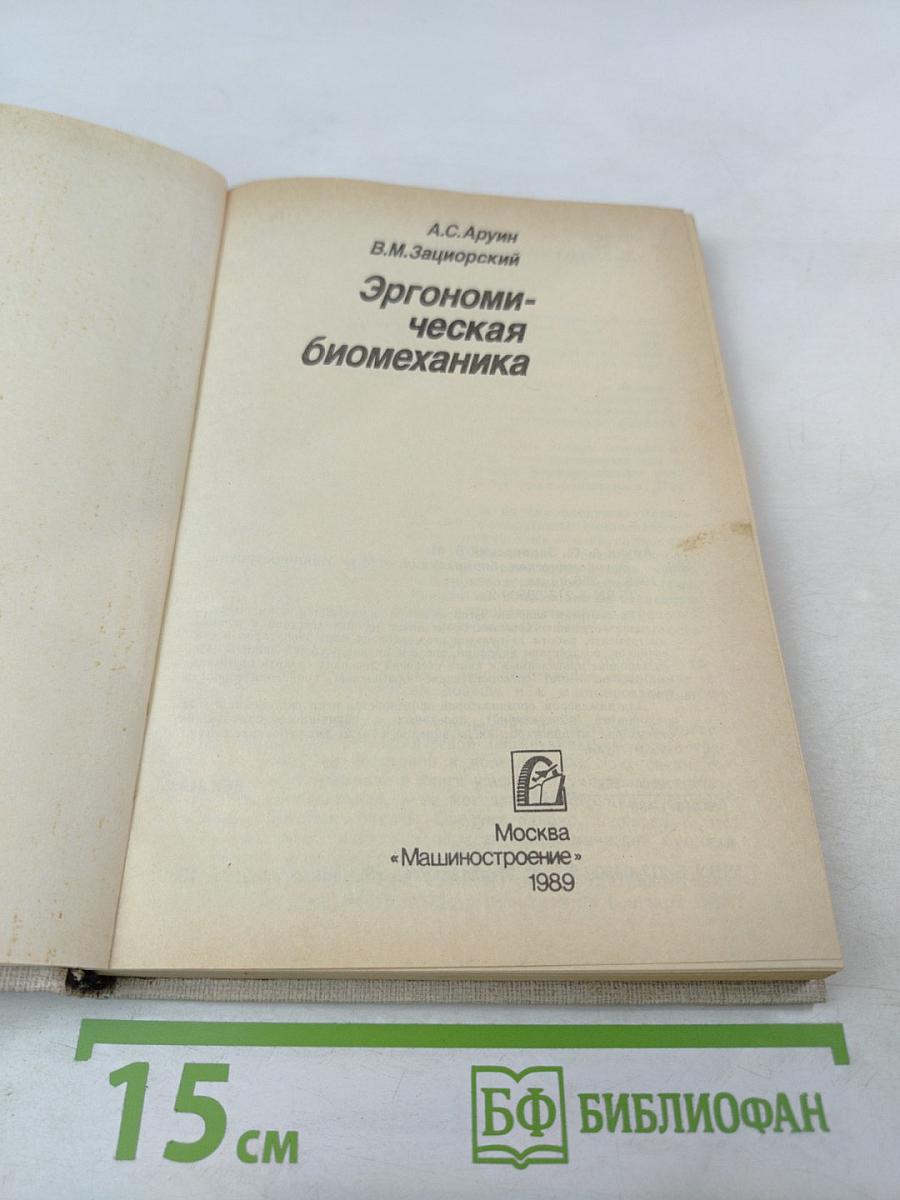 А.С.Аруин
В.М.Зациорский
Эргономи-
ческая
биомеханика
Москва
«Машиностроение»
1989
15 см
БФ БИБЛИОФАН